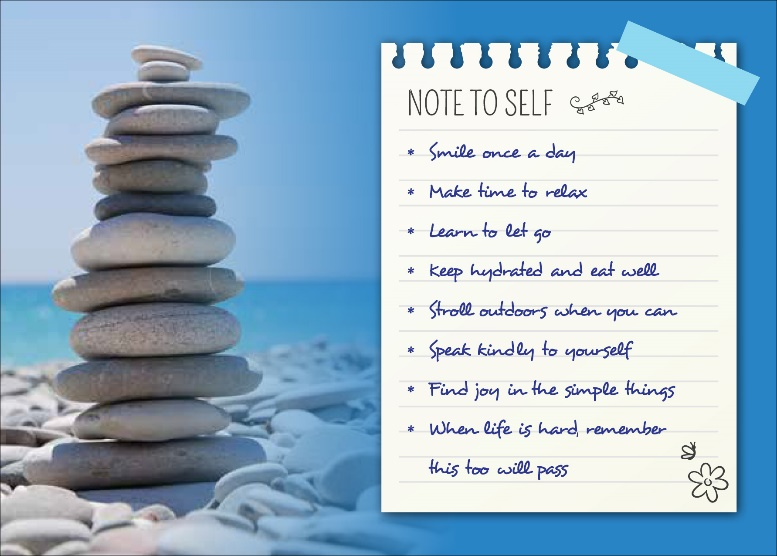 NOTE TO SELF
* Smile once a day
* Make time to relax
* Learn to let go
* Keep hydrated and eat well
* Stroll outdoors when you can
* Speak kindly to yourself
* Find joy in the simple things
* When life is hard, remember
this too will pass